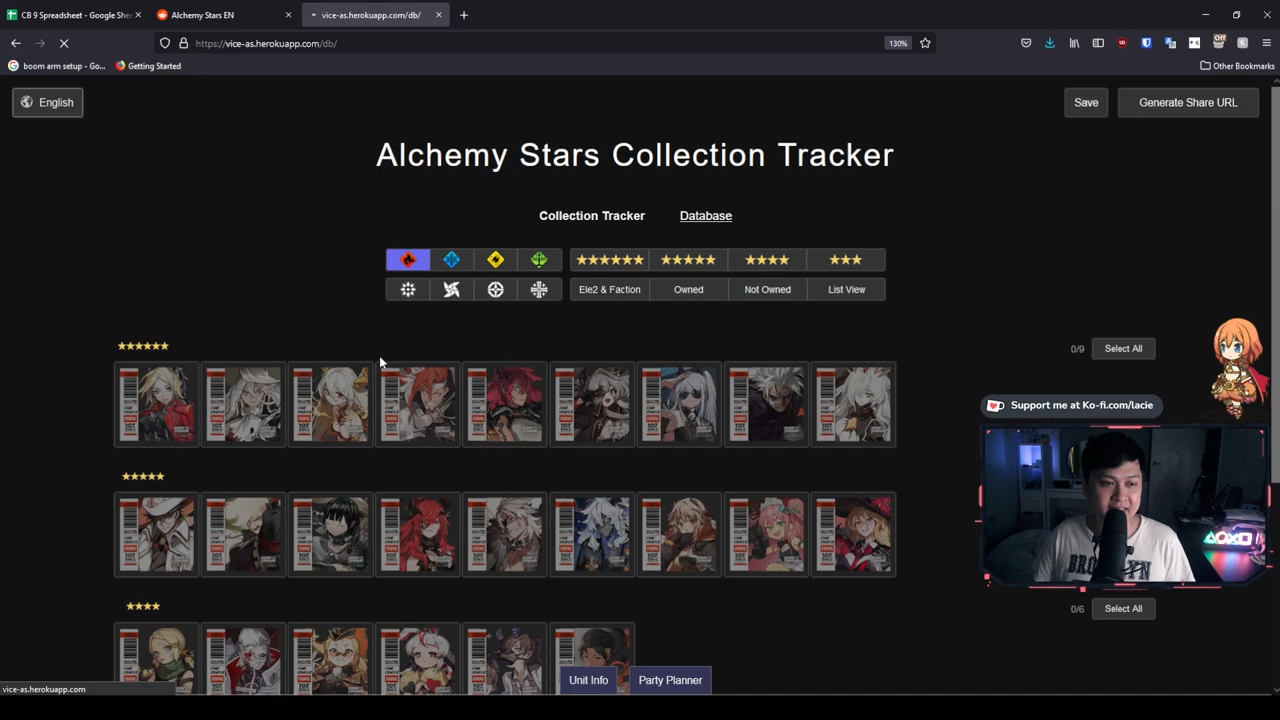 CB 9 Spreadsheet - Google She
Alchemy Stars EN
vice-as.herokuapp.com/db/
https://vice-as.herokuapp.com/db/
130%
Off
boom arm setup - Go...
Getting Started
Other Bookmarks
English
Save
Generate Share URL
Alchemy Stars Collection Tracker
Collection Tracker
Database
Ele2 & Faction
Owned
Not Owned
List View
0/9
Select All
Support me at Ko-fi.com/lacie
BROOKLYN
0/6
Select All
Unit Info
Party Planner
vice-as.herokuapp.com